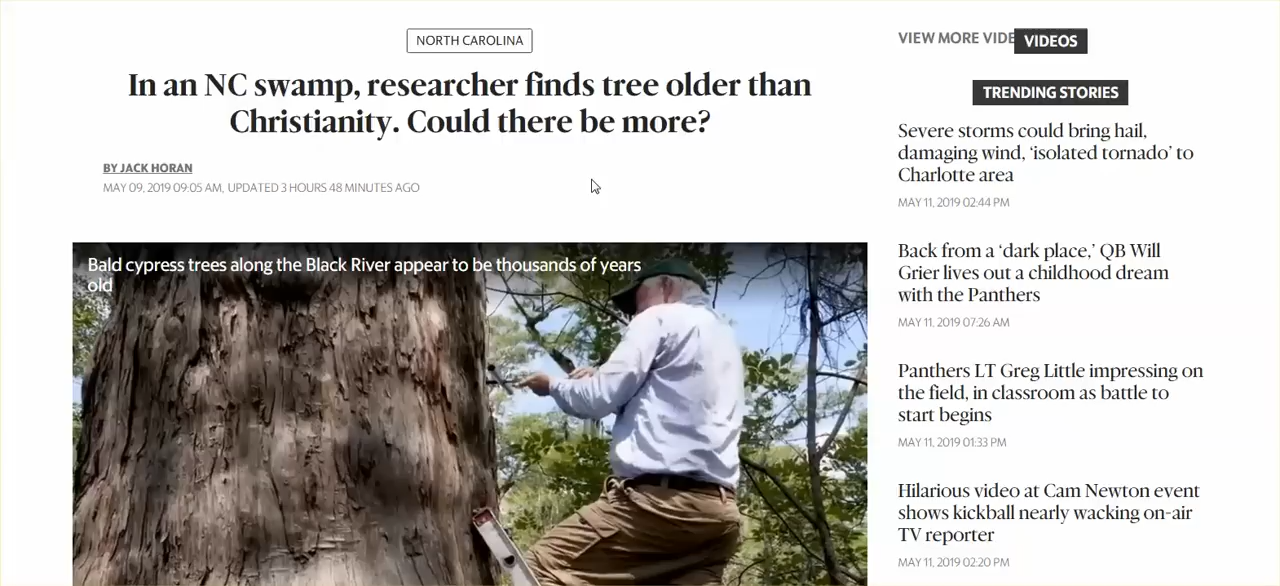 NORTH CAROLINA
In an NC swamp, researcher finds tree older than
Christianity. Could there be more?
BY JACK HORAN
MAY 09, 2019 09:05 AM, UPDATED 3 HOURS 48 MINUTES AGO
Bald cypress trees along the Black River appear to be thousands of years
old
VIEW MORE VIDE
VIDEOS
TRENDING STORIES
Severe storms could bring hail,
damaging wind, ‘isolated tornado’ to
Charlotte area
MAY 11, 2019 02:44 PM
Back from a ‘dark place,’ QB Will
Grier lives out a childhood dream
with the Panthers
MAY 11, 2019 07:26 AM
Panthers LT Greg Little impressing on
the field, in classroom as battle to
start begins
MAY 11, 2019 01:33 PM
Hilarious video at Cam Newton event
shows kickball nearly wacking on-air
TV reporter
MAY 11, 2019 02:20 PM